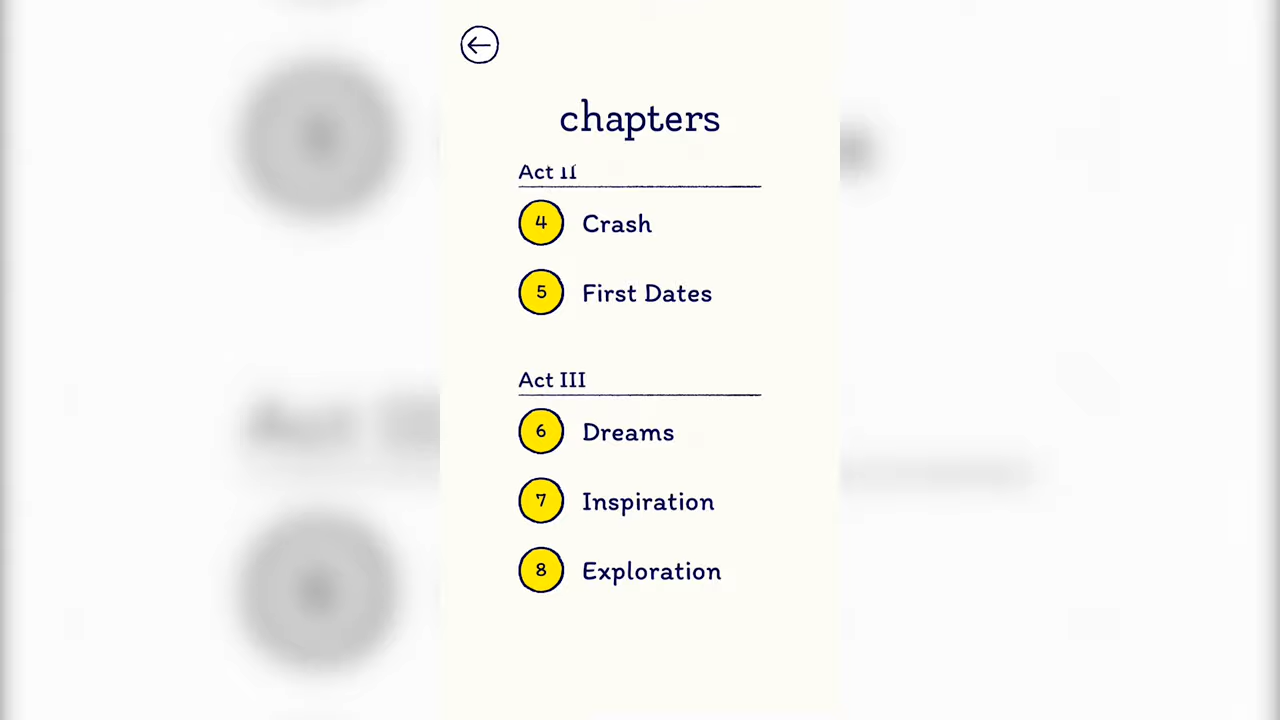 chapters
Act II
4 Crash
5 First Dates
Act III
6 Dreams
7 Inspiration
8 Exploration